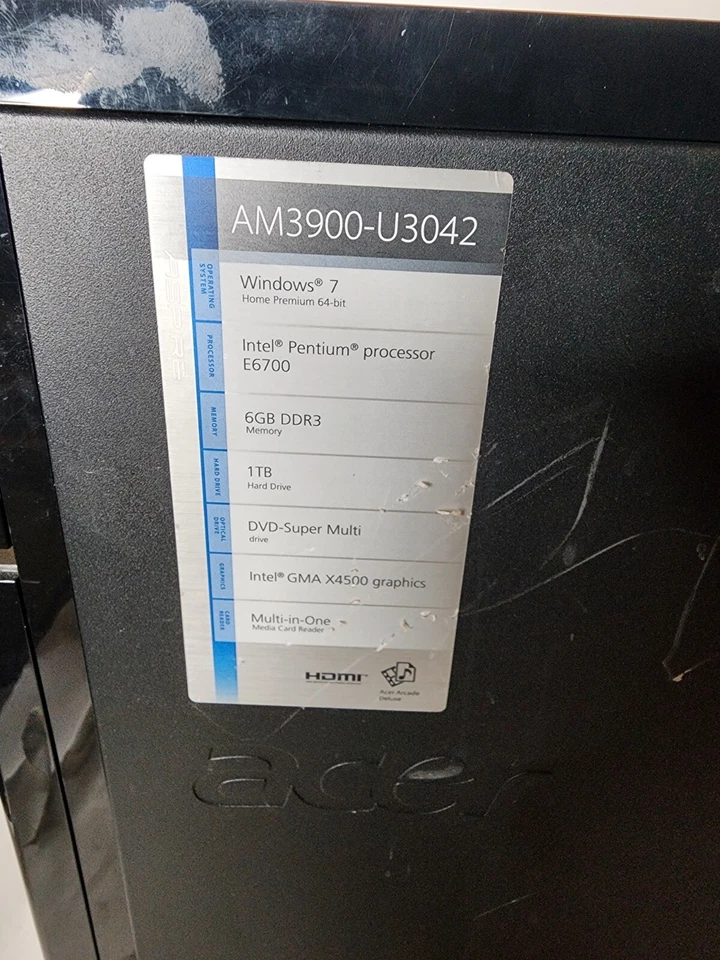 AM3900-U3042
ASPIRE
OPERATING
SYSTEM
Windows® 7
Home Premium 64-bit
PROCESSOR
Intel® Pentium® processor
E6700
MEMORY
6GB DDR3
Memory
HARD DRIVE
1TB
Hard Drive
OPTICAL
DRIVE
DVD-Super Multi
drive
GRAPHICS
Intel® GMA X4500 graphics
CARD
READER
Multi-in-One
Media Card Reader
HDMI
Acer Arcade
Deluxe
acer